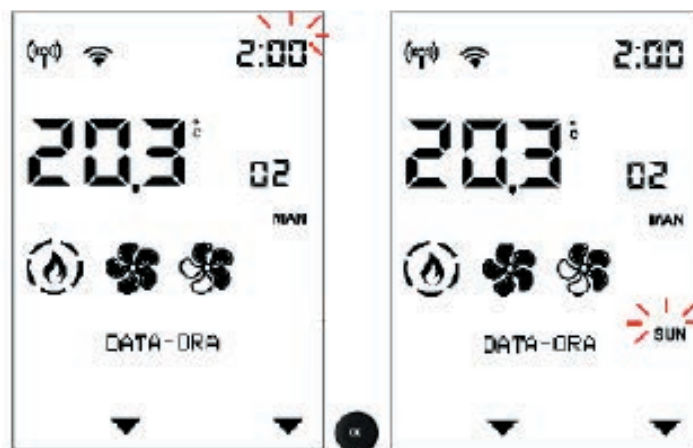 2:00
20.3 °c
02
MAN
DATA-ORA
OK
2:00
20.3 °c
02
MAN
SUN
DATA-ORA